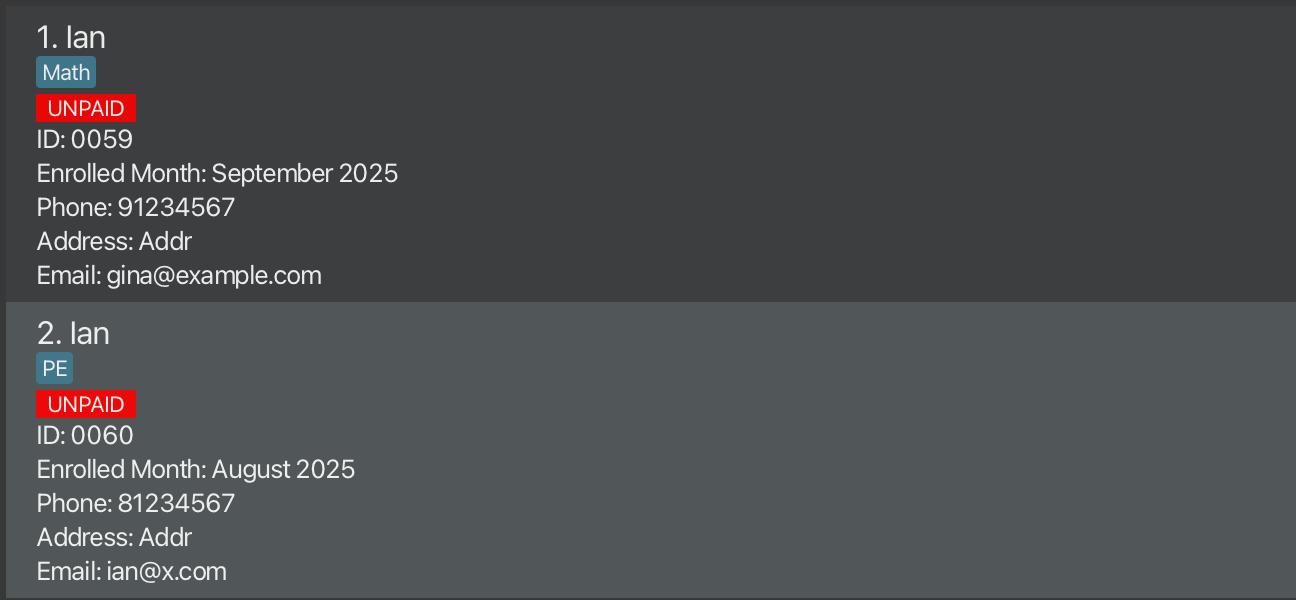 1. Ian
Math
UNPAID
ID: 0059
Enrolled Month: September 2025
Phone: 91234567
Address: Addr
Email: gina@example.com
2. Ian
PE
UNPAID
ID: 0060
Enrolled Month: August 2025
Phone: 81234567
Address: Addr
Email: ian@x.com